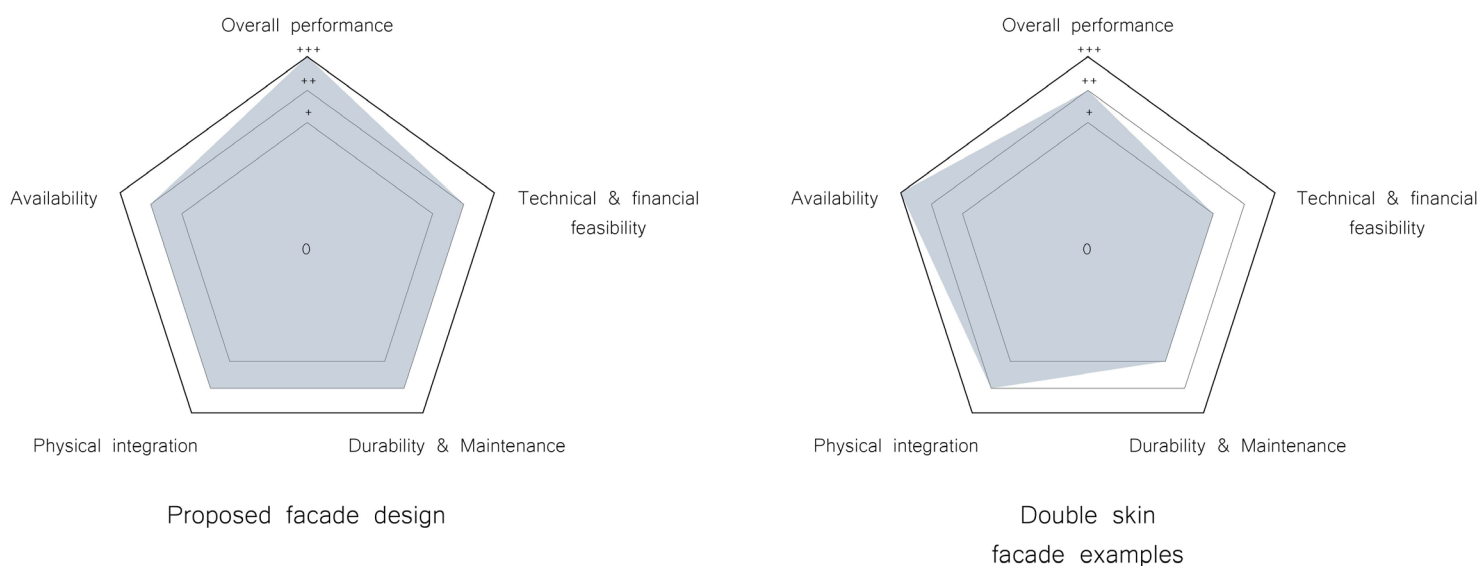 Overall performance
+++
++
+
Availability
Technical & financial
feasibility
0
Physical integration
Durability & Maintenance
Proposed facade design
Overall performance
+++
++
+
Availability
Technical & financial
feasibility
0
Physical integration
Durability & Maintenance
Double skin
facade examples